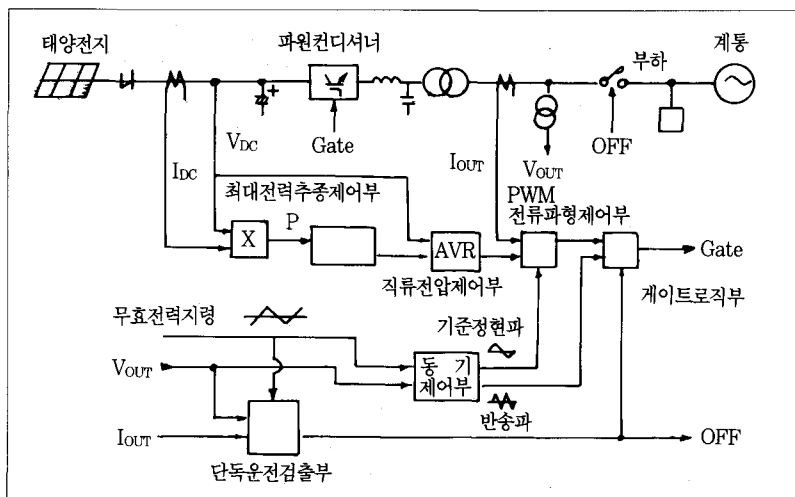 태양전지
파워컨디셔너
부하
계통
VDC
Gate
OFF
IDC
IOUT
VOUT
최대전력추종제어부
PWM
전류파형제어부
P
X
AVR
Gate
직류전압제어부
게이트로직부
무효전력지령
기준정현파
VOUT
동 기
제어부
반송파
IOUT
OFF
단독운전검출부